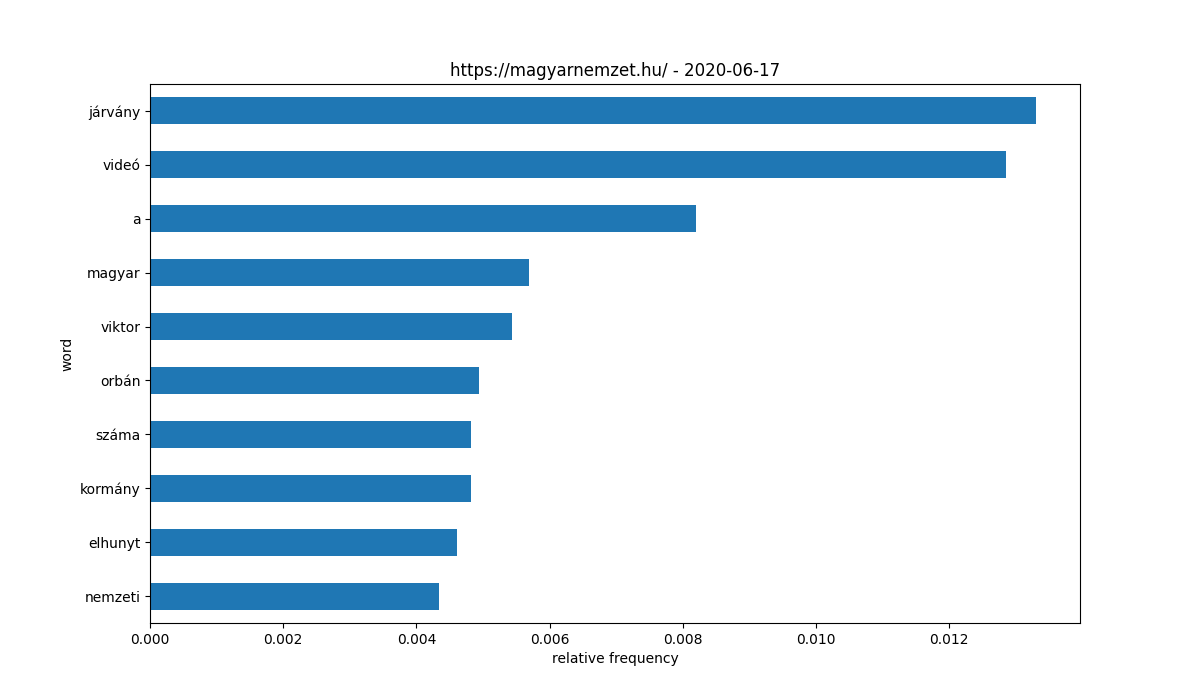 https://magyarnemzet.hu/ - 2020-06-17
járvány
videó
a
magyar
viktor
orbán
száma
kormány
elhunyt
nemzeti
word
0.000 0.002 0.004 0.006 0.008 0.010 0.012
relative frequency